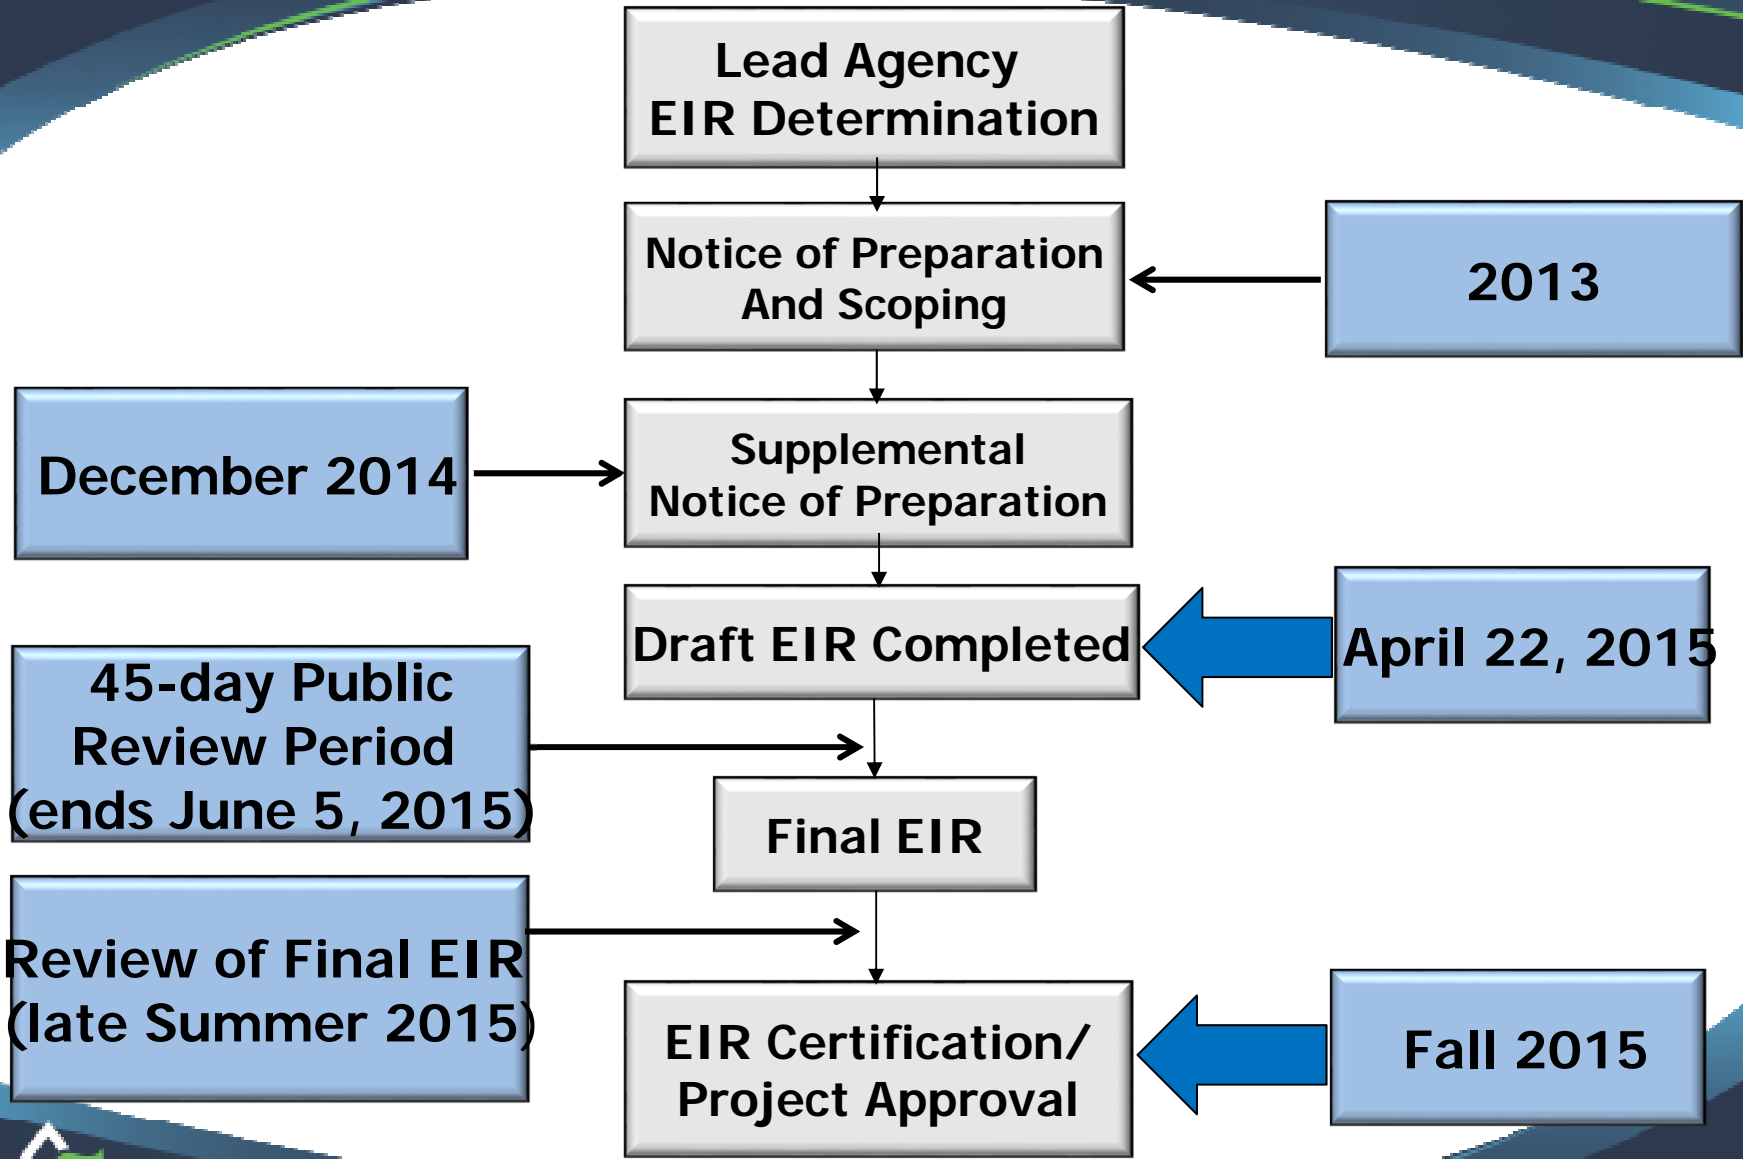 Lead Agency
EIR Determination
Notice of Preparation
And Scoping
2013
December 2014
Supplemental
Notice of Preparation
Draft EIR Completed
April 22, 2015
45-day Public
Review Period
(ends June 5, 2015)
Final EIR
Review of Final EIR
(late Summer 2015)
EIR Certification/
Project Approval
Fall 2015